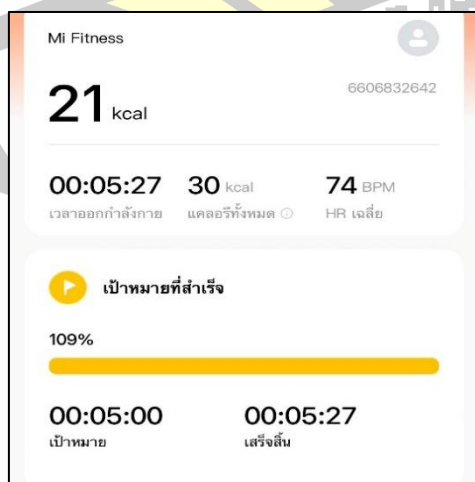 Mi Fitness
21 kcal
6606832642
00:05:27 30 kcal 74 BPM
เวลาออกกำลังกาย แคลอรีทั้งหมด HR เฉลี่ย
เป้าหมายที่สำเร็จ
109%
00:05:00 00:05:27
เป้าหมาย เสร็จสิ้น